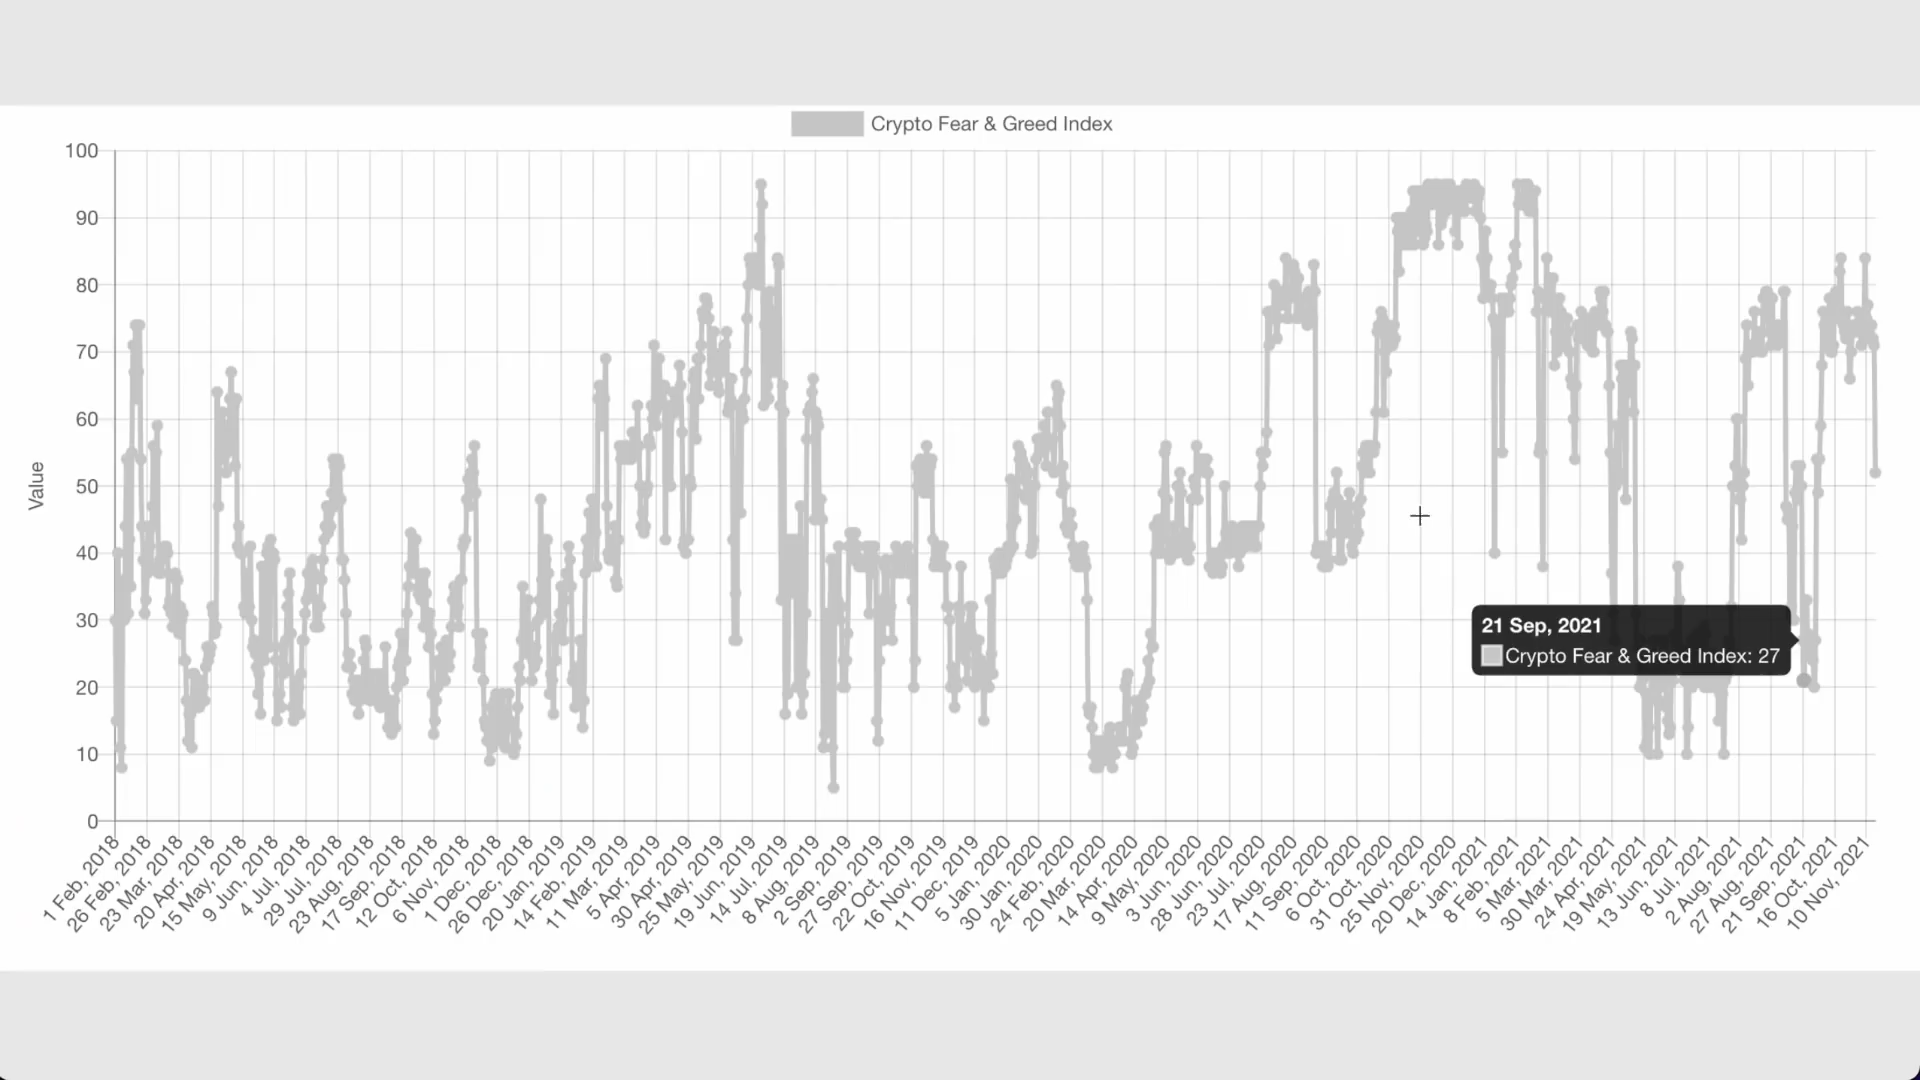 Crypto Fear & Greed Index
100
90
80
70
60
50
40
30
20
10
0
Value
21 Sep, 2021
Crypto Fear & Greed Index: 27
1 Feb, 2018
26 Feb, 2018
23 Mar, 2018
20 Apr, 2018
15 May, 2018
9 Jun, 2018
4 Jul, 2018
29 Jul, 2018
23 Aug, 2018
17 Sep, 2018
12 Oct, 2018
6 Nov, 2018
1 Dec, 2018
26 Dec, 2018
20 Jan, 2019
14 Feb, 2019
11 Mar, 2019
5 Apr, 2019
30 Apr, 2019
25 May, 2019
19 Jun, 2019
14 Jul, 2019
8 Aug, 2019
2 Sep, 2019
27 Sep, 2019
22 Oct, 2019
16 Nov, 2019
11 Dec, 2019
5 Jan, 2020
30 Jan, 2020
24 Feb, 2020
20 Mar, 2020
14 Apr, 2020
9 May, 2020
3 Jun, 2020
28 Jun, 2020
23 Jul, 2020
17 Aug, 2020
11 Sep, 2020
6 Oct, 2020
31 Oct, 2020
25 Nov, 2020
20 Dec, 2020
14 Jan, 2021
8 Feb, 2021
5 Mar, 2021
30 Mar, 2021
24 Apr, 2021
19 May, 2021
13 Jun, 2021
8 Jul, 2021
2 Aug, 2021
27 Aug, 2021
21 Sep, 2021
16 Oct, 2021
10 Nov, 2021